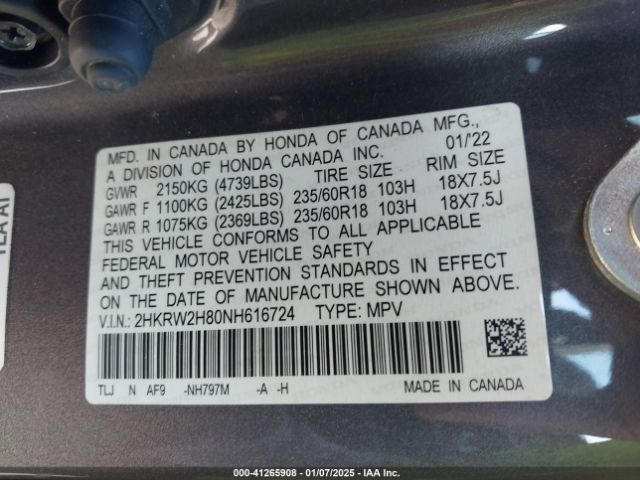 MFD. IN CANADA BY HONDA OF CANADA MFG.,
A DIVISION OF HONDA CANADA INC. 01/'22
GVWR 2150KG (4739LBS) TIRE SIZE RIM SIZE
GAWR F 1100KG (2425LBS) 235/60R18 103H 18X7.5J
GAWR R 1075KG (2369LBS) 235/60R18 103H 18X7.5J
THIS VEHICLE CONFORMS TO ALL APPLICABLE
FEDERAL MOTOR VEHICLE SAFETY
AND THEFT PREVENTION STANDARDS IN EFFECT
ON THE DATE OF MANUFACTURE SHOWN ABOVE.
V.I.N.: 2HKRW2H80NH616724 TYPE: MPV
TLJ N AF9 -NH797M -A -H MADE IN CANADA
000-41265908 - 01/07/2025 - IAA Inc.